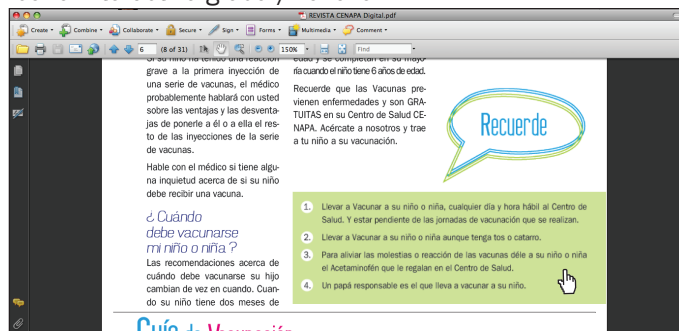 REVISTA CENAPA Digital.pdf
Create Combine Collaborate Secure Sign Forms Multimedia Comment
6 (8 of 31) 150% Find
grave a la primera inyección de
una serie de vacunas, el médico
probablemente hablará con usted
sobre las ventajas y las desventa-
jas de ponerle a él o a ella el res-
to de las inyecciones de la serie
de vacunas.
Hable con el médico si tiene algu-
na inquietud acerca de si su niño
debe recibir una vacuna.
¿ Cuándo
debe vacunarse
mi niño o niña ?
Las recomendaciones acerca de
cuándo debe vacunarse su hijo
cambian de vez en cuando. Cuan-
do su niño tiene dos meses de
edad y se completan en su mayo-
ría cuando el niño tiene 6 años de edad.
Recuerde que las Vacunas pre-
vienen enfermedades y son GRA-
TUITAS en su Centro de Salud CE-
NAPA. Acércate a nosotros y trae
a tu niño a su vacunación.
Recuerde
1. Llevar a Vacunar a su niño o niña, cualquier día y hora hábil al Centro de
Salud. Y estar pendiente de las jornadas de vacunación que se realizan.
2. Llevar a Vacunar a su niño o niña aunque tenga tos o catarro.
3. Para aliviar las molestias o reacción de las vacunas déle a su niño o niña
el Acetaminofén que le regalan en el Centro de Salud.
4. Un papá responsable es el que lleva a vacunar a su niño.
Guía de Vacunación